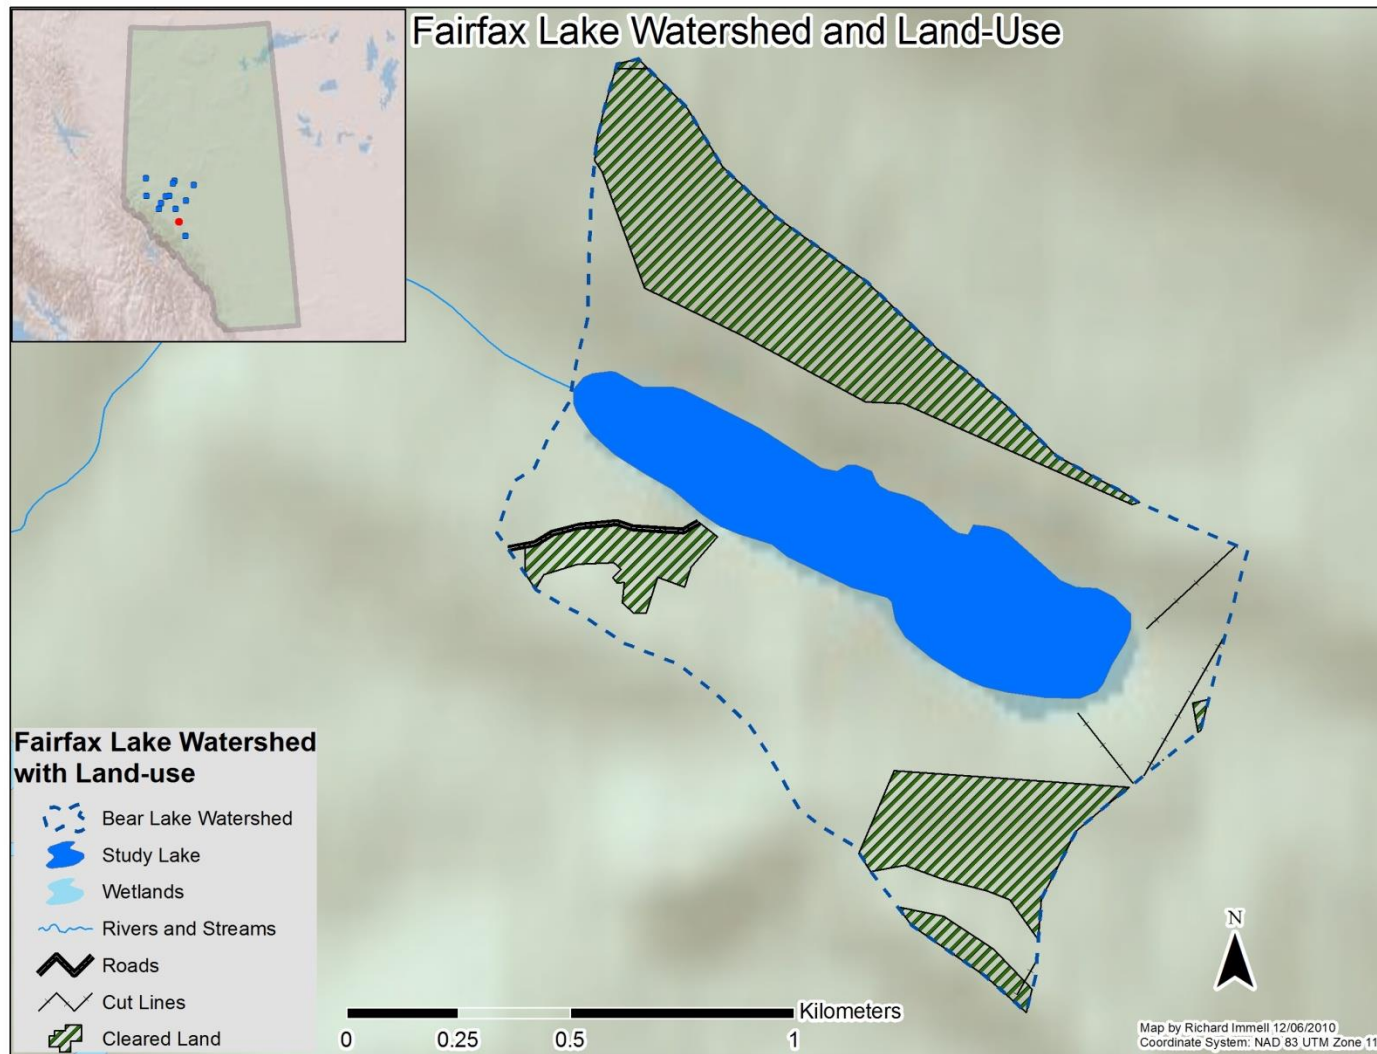 Fairfax Lake Watershed and Land-Use
Fairfax Lake Watershed
with Land-use
Bear Lake Watershed
Study Lake
Wetlands
Rivers and Streams
Roads
Cut Lines
Cleared Land
N
Kilometers
0 0.25 0.5 1
Map by Richard Immell 12/06/2010
Coordinate System: NAD 83 UTM Zone 11